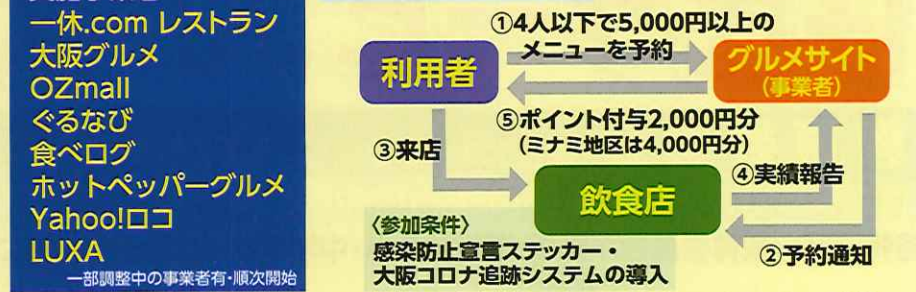 一休.com レストラン
大阪グルメ
OZmall
ぐるなび
食べログ
ホットペッパーグルメ
Yahoo!ロコ
LUXA
一部調整中の事業者有・順次開始
①4人以下で5,000円以上の
メニューを予約
利用者
グルメサイト
(事業者)
⑤ポイント付与2,000円分
(ミナミ地区は4,000円分)
③来店
④実績報告
飲食店
②予約通知
〈参加条件〉
感染防止宣言ステッカー・
大阪コロナ追跡システムの導入